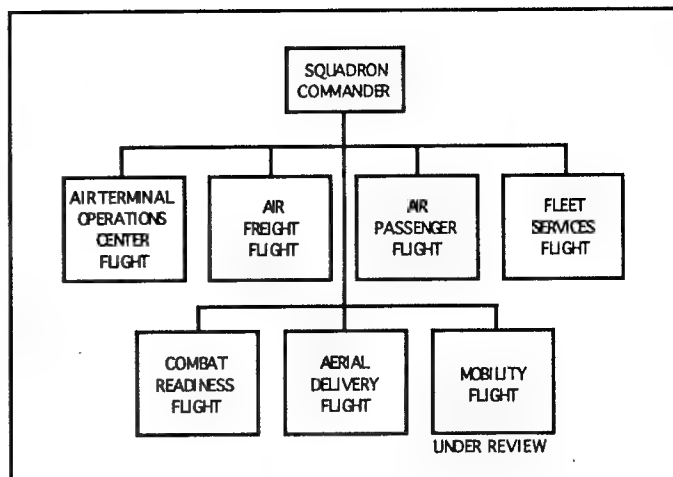 SQUADRON
COMMANDER
AIR TERMINAL
OPERATIONS
CENTER
FLIGHT
AIR
FREIGHT
FLIGHT
AIR
PASSENGER
FLIGHT
FLEET
SERVICES
FLIGHT
COMBAT
READINESS
FLIGHT
AERIAL
DELIVERY
FLIGHT
MOBILITY
FLIGHT
UNDER REVIEW